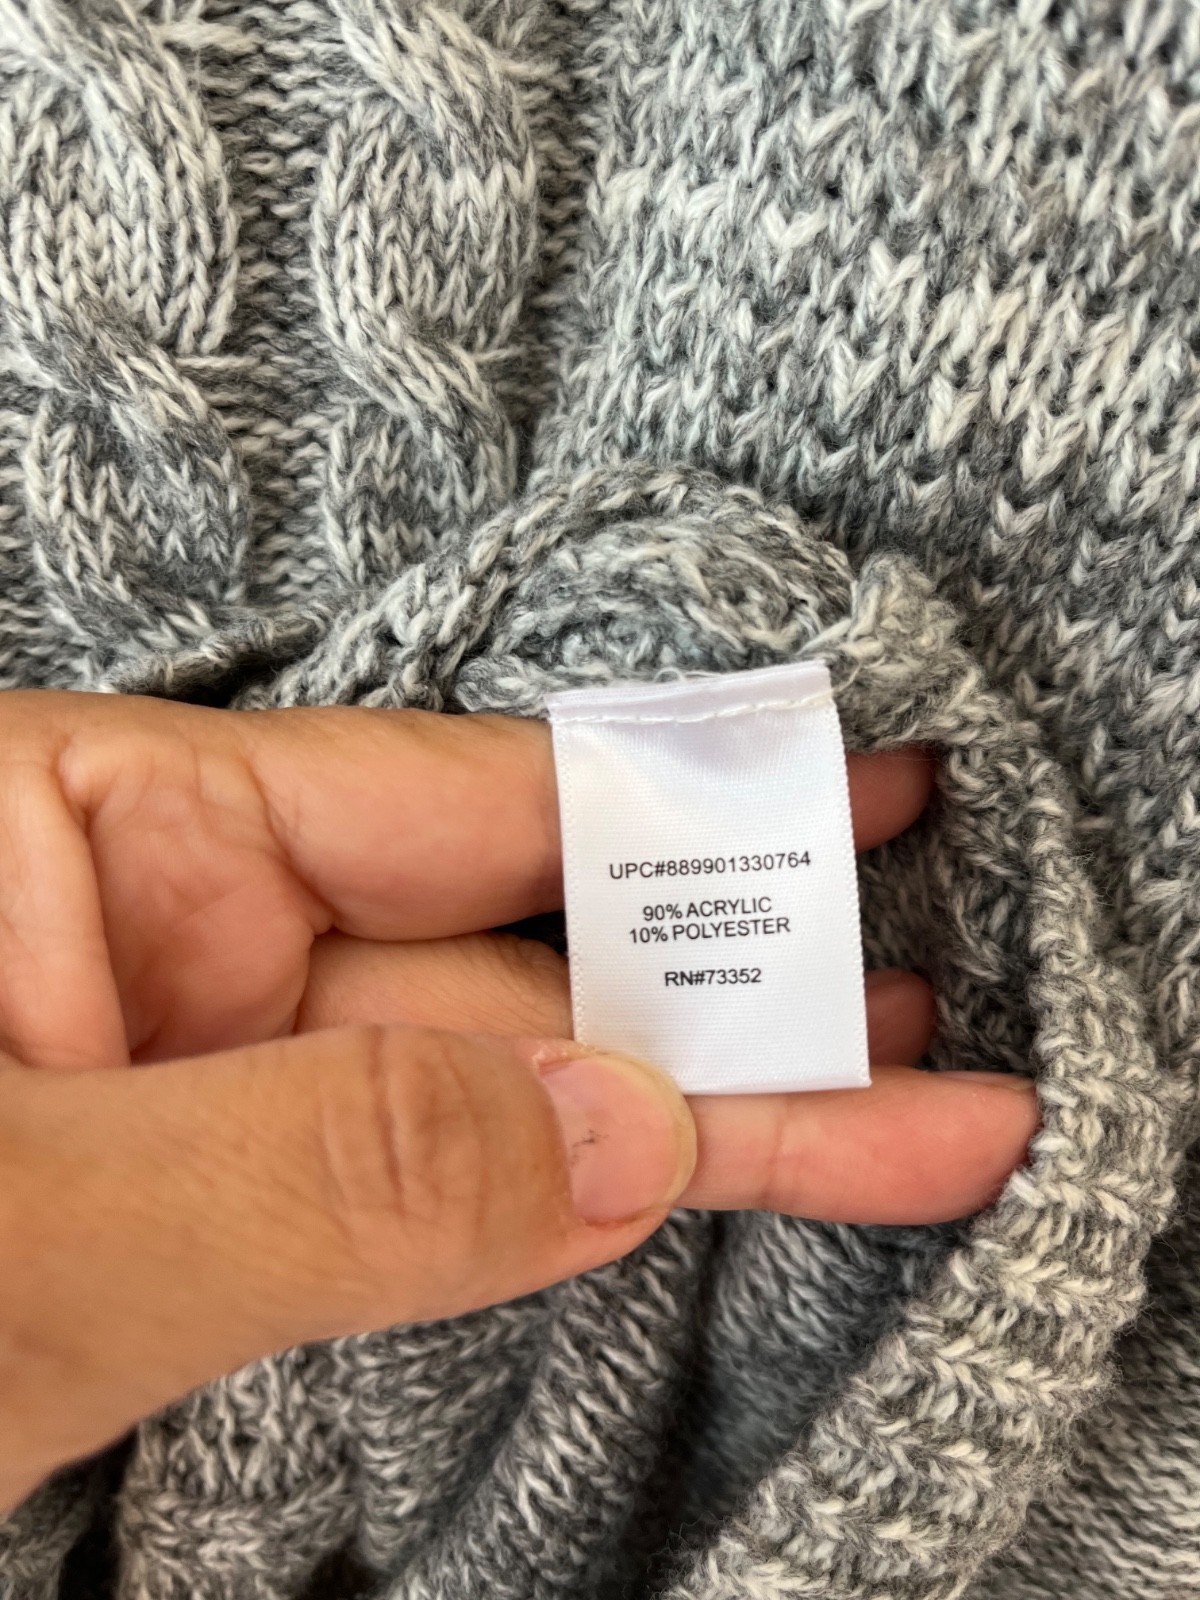 UPC#889901330764
90% ACRYLIC
10% POLYESTER
RN#73352